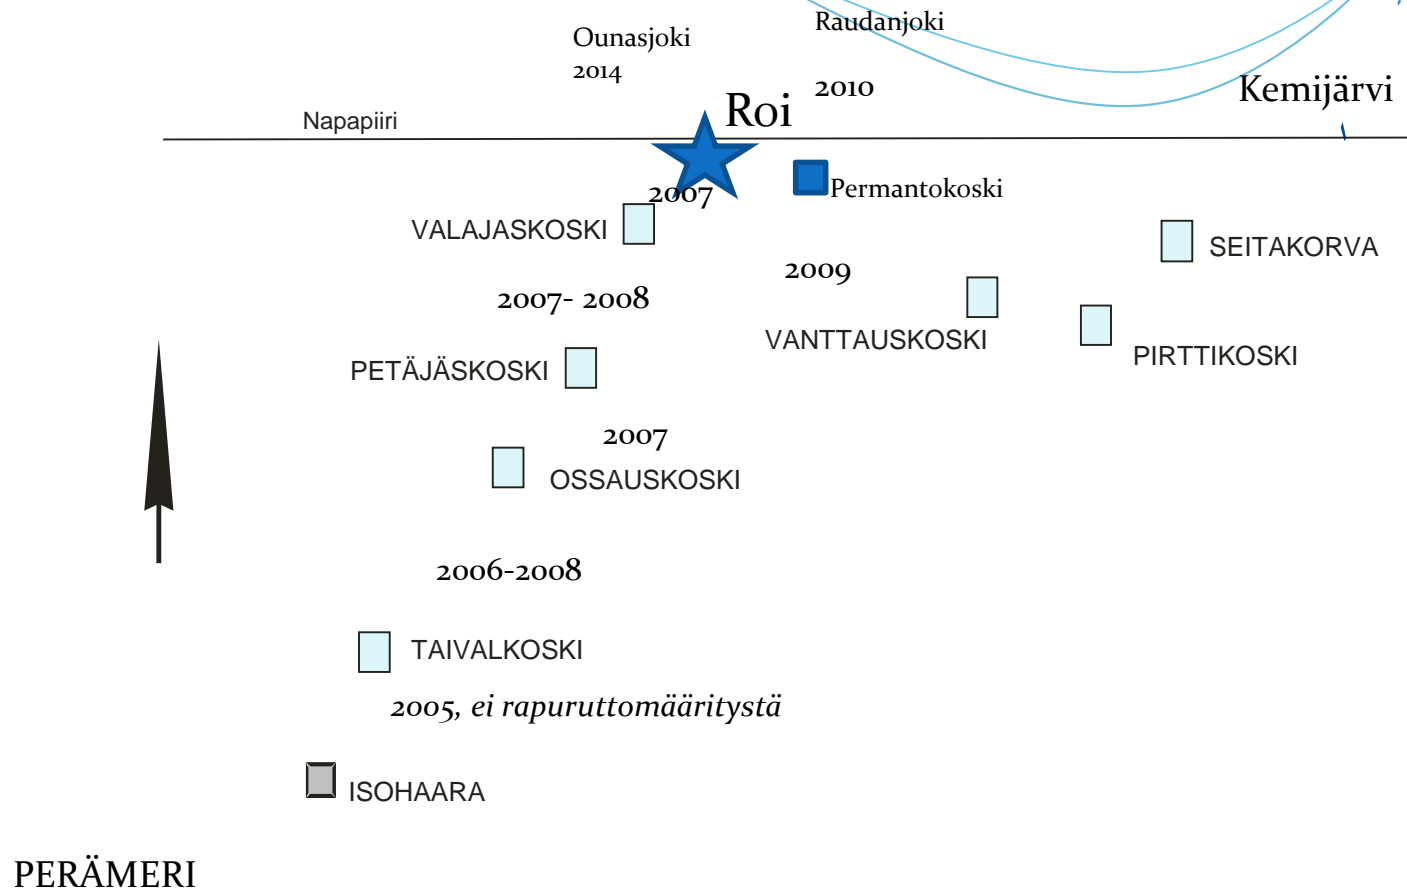 Raudanjoki
Ounasjoki
2014
2010
Kemijärvi
Roi
Napapiiri
2007
Permantokoski
VALAJASKOSKI
SEITAKORVA
2009
2007- 2008
VANTTAUSKOSKI
PIRTTIKOSKI
PETÄJÄSKOSKI
2007
OSSAUSKOSKI
2006-2008
TAIVALKOSKI
2005, ei rapuruttomääritystä
ISOHAARA
PERÄMERI